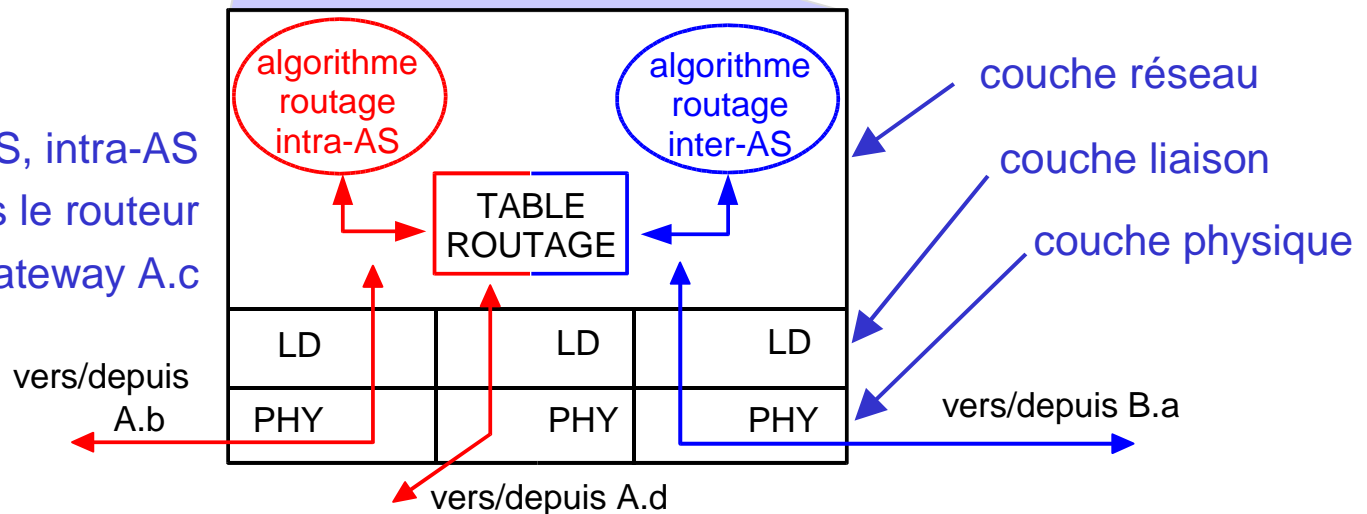 algorithme
routage
intra-AS
algorithme
routage
inter-AS
couche réseau
S, intra-AS
s le routeur
ateway A.c
TABLE
ROUTAGE
couche liaison
couche physique
LD
LD
LD
vers/depuis
A.b
PHY
PHY
PHY
vers/depuis B.a
vers/depuis A.d